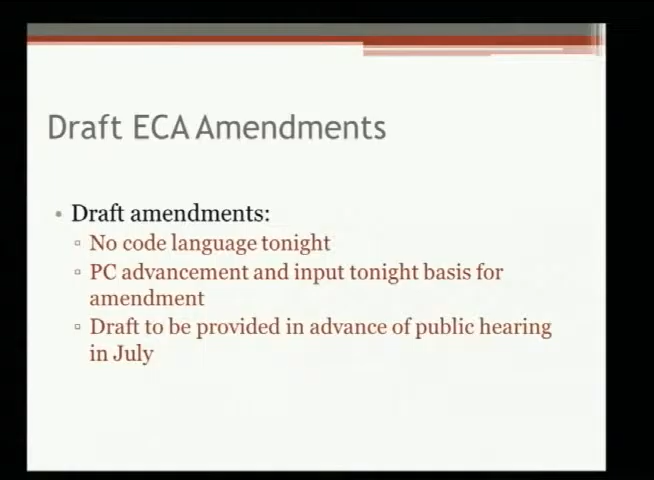 Draft ECA Amendments
• Draft amendments:
▫ No code language tonight
▫ PC advancement and input tonight basis for
amendment
▫ Draft to be provided in advance of public hearing
in July